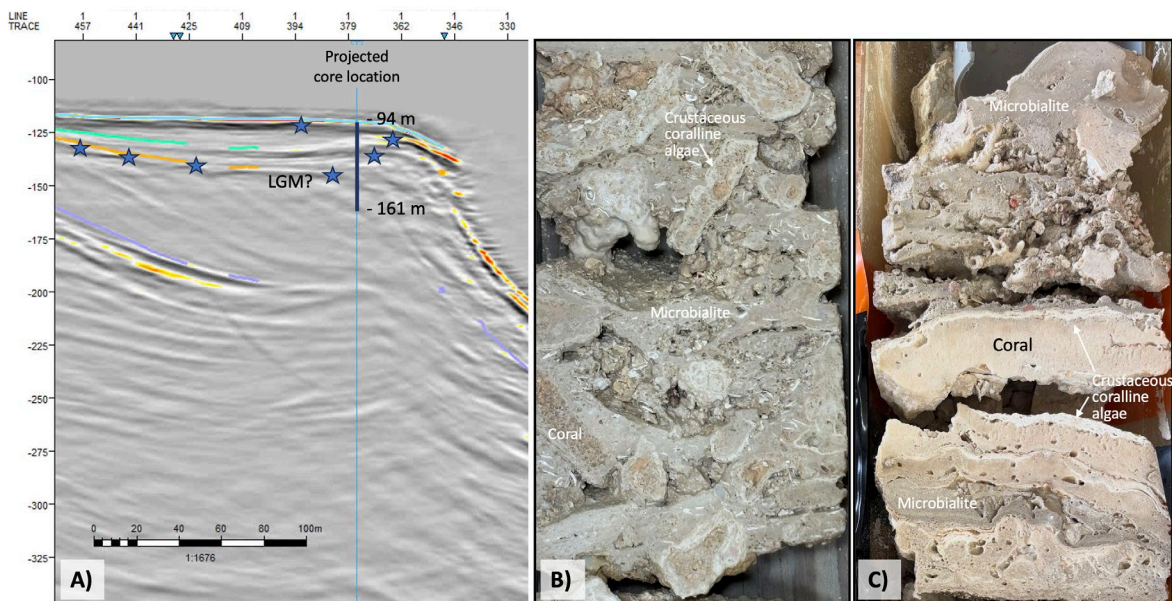 LINE 1 1 1 1 1 1 1 1 1
TRACE 457 441 425 409 394 379 362 346 330
Projected
core location
-100
-125
-150
-175
-200
-225
-250
-275
-300
-325
- 94 m
LGM?
- 161 m
0 20 40 60 80 100m
1:1676
A)
Crustaceous
coralline
algae
Microbialite
Coral
B)
Microbialite
Coral
Crustaceous
coralline
algae
Microbialite
C)